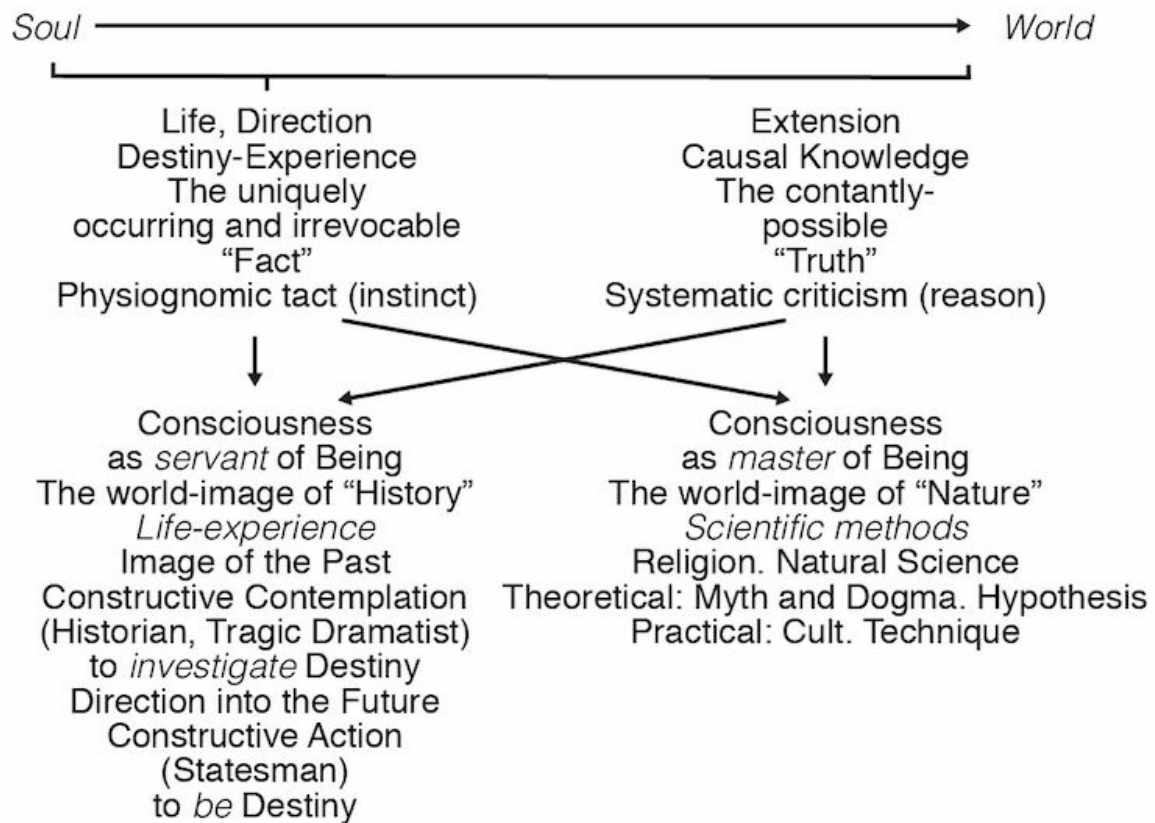 Soul World
Life, Direction
Destiny-Experience
The uniquely
occurring and irrevocable
“Fact”
Physiognomic tact (instinct)
Extension
Causal Knowledge
The contantly-
possible
“Truth”
Systematic criticism (reason)
Consciousness
as servant of Being
The world-image of “History”
Life-experience
Image of the Past
Constructive Contemplation
(Historian, Tragic Dramatist)
to investigate Destiny
Direction into the Future
Constructive Action
(Statesman)
to be Destiny
Consciousness
as master of Being
The world-image of “Nature”
Scientific methods
Religion. Natural Science
Theoretical: Myth and Dogma. Hypothesis
Practical: Cult. Technique